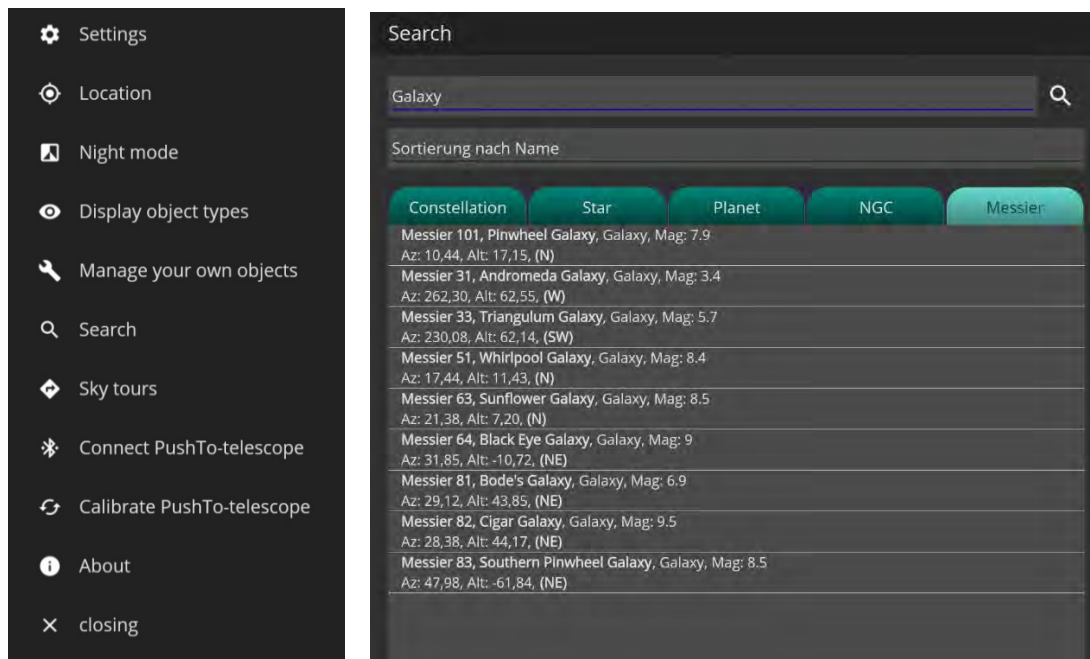 Settings
Location
Night mode
Display object types
Manage your own objects
Search
Sky tours
Connect PushTo-telescope
Calibrate PushTo-telescope
About
closing
Search
Galaxy
Sortierung nach Name
Constellation Star Planet NGC Messier
Messier 101, Pinwheel Galaxy, Galaxy, Mag: 7.9
Az: 10,44, Alt: 17,15, (N)
Messier 31, Andromeda Galaxy, Galaxy, Mag: 3.4
Az: 262,30, Alt: 62,55, (W)
Messier 33, Triangulum Galaxy, Galaxy, Mag: 5.7
Az: 230,08, Alt: 62,14, (SW)
Messier 51, Whirlpool Galaxy, Galaxy, Mag: 8.4
Az: 17,44, Alt: 11,43, (N)
Messier 63, Sunflower Galaxy, Galaxy, Mag: 8.5
Az: 21,38, Alt: 7,20, (N)
Messier 64, Black Eye Galaxy, Galaxy, Mag: 9
Az: 31,85, Alt: -10,72, (NE)
Messier 81, Bode's Galaxy, Galaxy, Mag: 6.9
Az: 29,12, Alt: 43,85, (NE)
Messier 82, Cigar Galaxy, Galaxy, Mag: 9.5
Az: 28,38, Alt: 44,17, (NE)
Messier 83, Southern Pinwheel Galaxy, Galaxy, Mag: 8.5
Az: 47,98, Alt: -61,84, (NE)